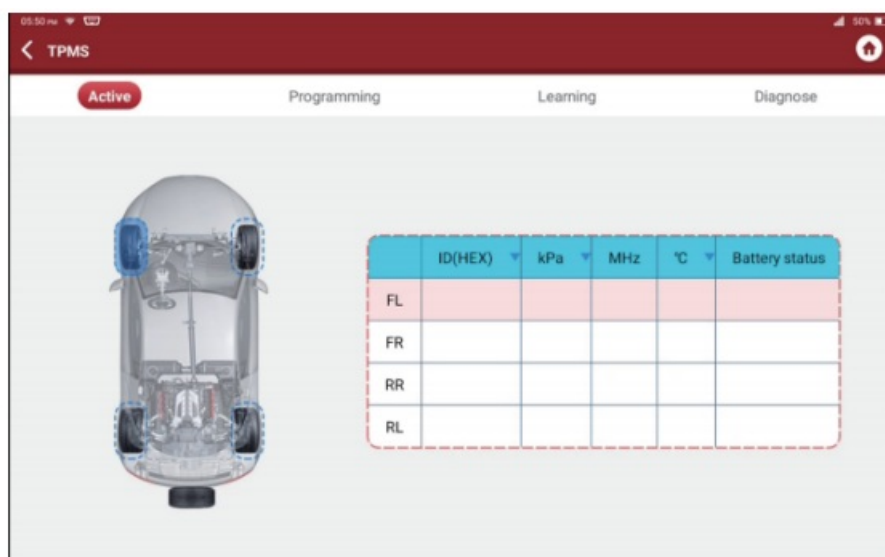 05:50 PM
50%
TPMS
Active Programming Learning Diagnose
ID(HEX) kPa MHz ℃ Battery status
FL
FR
RR
RL